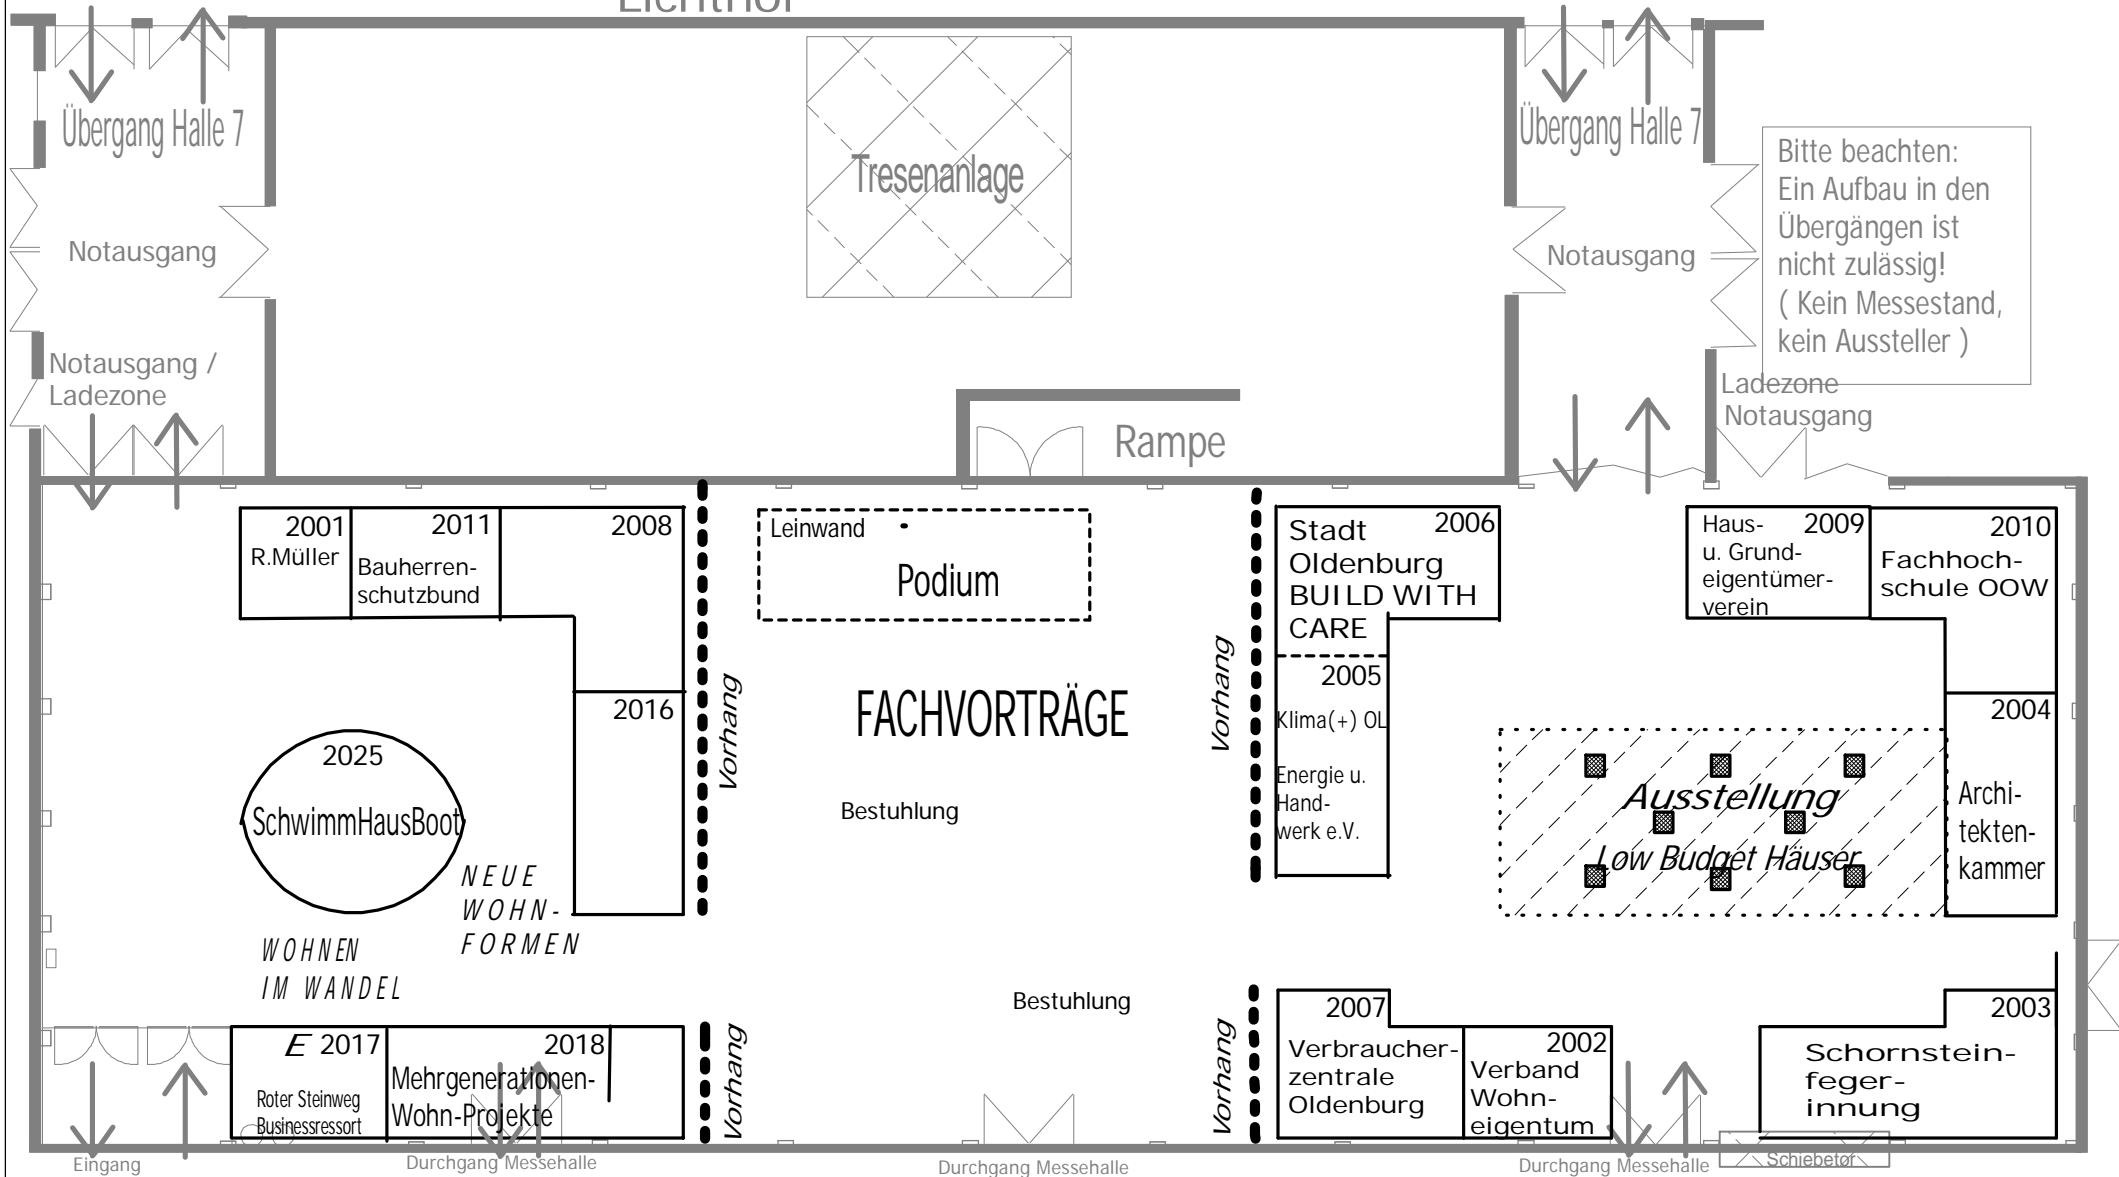 Lichthof
Übergang Halle 7
Tresenanlage
Übergang Halle 7
Bitte beachten:
Ein Aufbau in den
Übergängen ist
nicht zulässig!
( Kein Messestand,
kein Aussteller )
Notausgang
Notausgang
Notausgang /
Ladezone
Ladezone
Notausgang
Rampe
2001
R.Müller
2011
Bauherren-
schutzbund
2008
2016
Leinwand
Podium
Vorhang
FACHVORTRÄGE
Vorhang
Bestuhlung
Bestuhlung
Stadt 2006
Oldenburg
BUILD WITH
CARE
2005
Klima(+) OL
Energie u.
Hand-
werk e.V.
Haus- 2009
u. Grund-
eigentümer-
verein
2010
Fachhoch-
schule OOW
2004
Archi-
tekten-
kammer
Ausstellung
Low Budget Häuser
2025
SchwimmHausBoot
NEUE
WOHN-
FORMEN
WOHNEN
IM WANDEL
E 2017
Roter Steinweg
Businessressort
2018
Mehrgenerationen-
Wohn-Projekte
Vorhang
Vorhang
2007
Verbraucher-
zentrale
Oldenburg
2002
Verband
Wohn-
eigentum
2003
Schornstein-
feger-
innung
Eingang
Durchgang Messehalle
Durchgang Messehalle
Durchgang Messehalle
Schiebetor